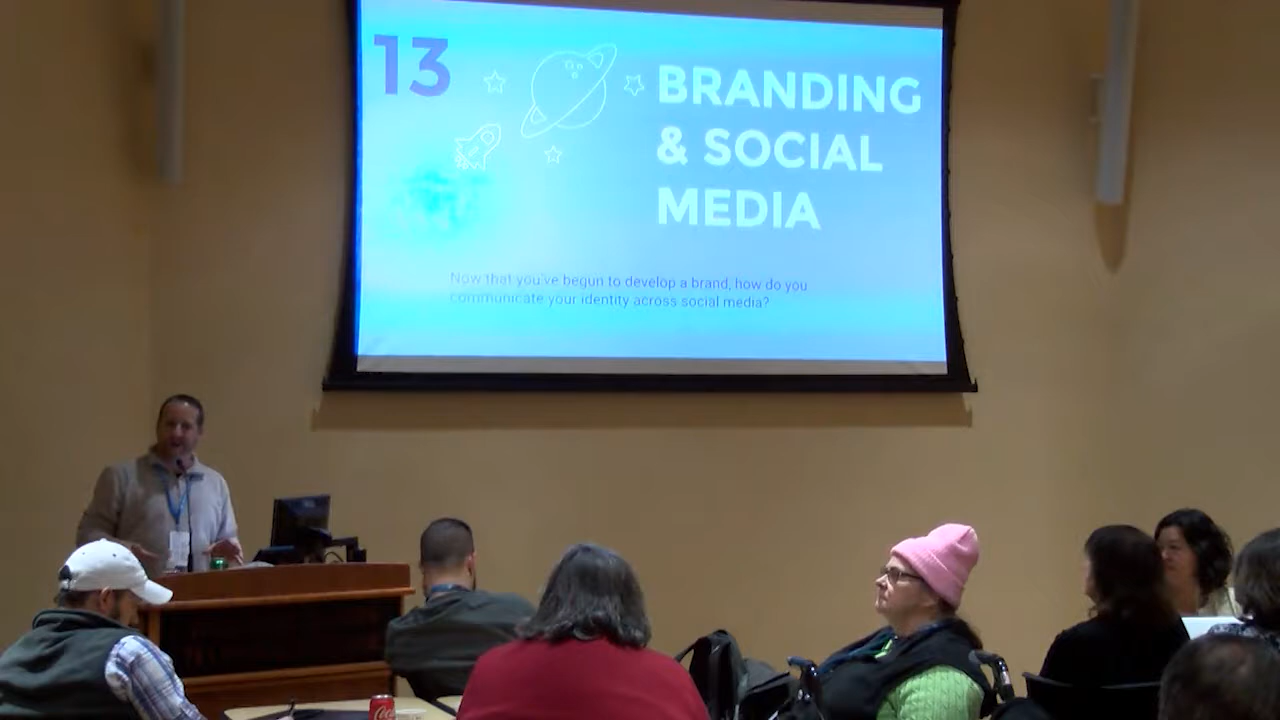 13
BRANDING
& SOCIAL
MEDIA
Now that you've begun to develop a brand, how do you
communicate your identity across social media?